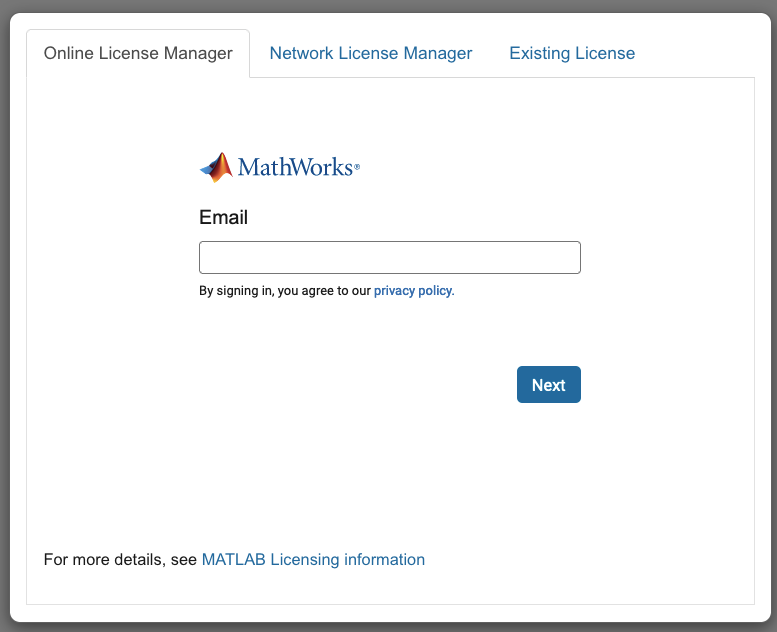 Online License Manager Network License Manager Existing License
MathWorks®
Email
By signing in, you agree to our privacy policy.
Next
For more details, see MATLAB Licensing information